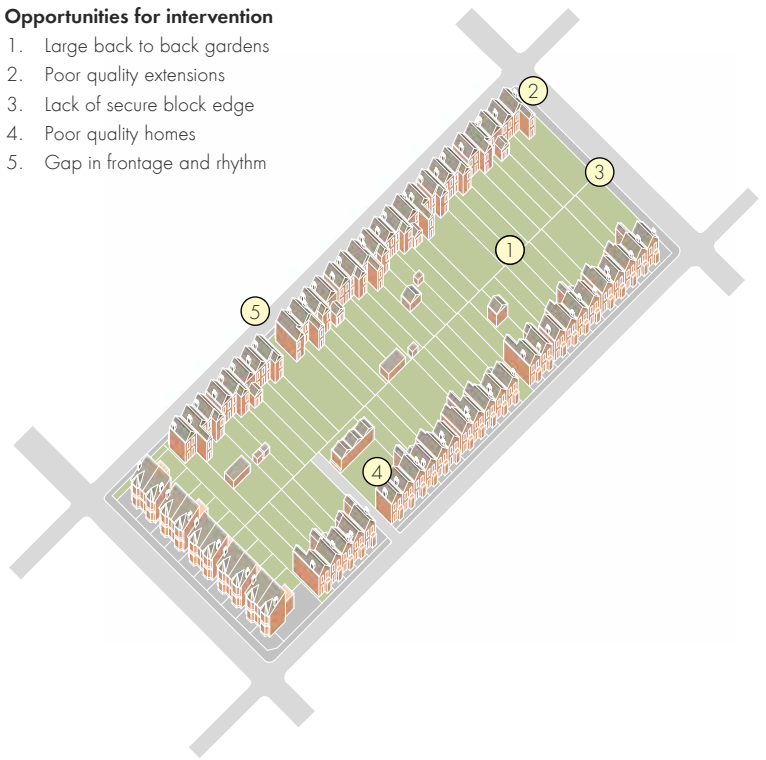 Opportunities for intervention
1. Large back to back gardens
2. Poor quality extensions
3. Lack of secure block edge
4. Poor quality homes
5. Gap in frontage and rhythm
2
3
1
5
4